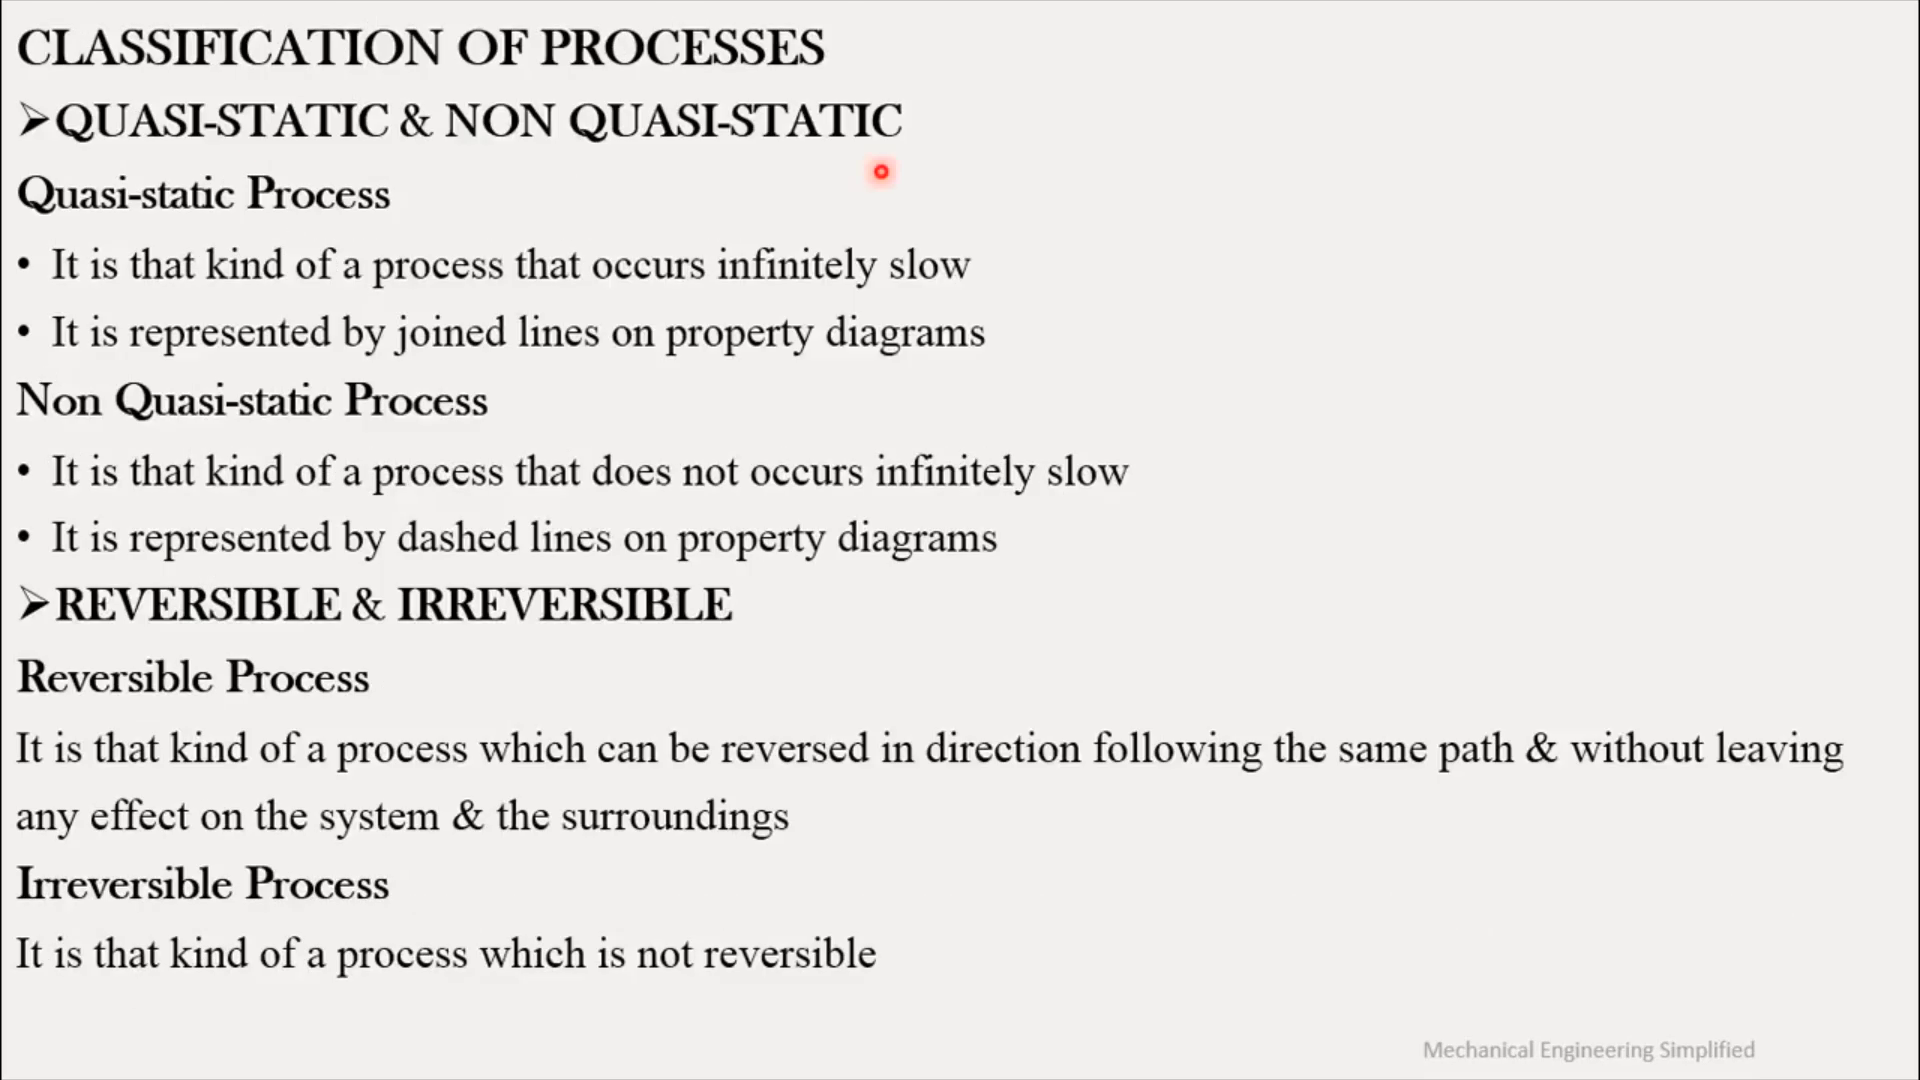 CLASSIFICATION OF PROCESSES
➢QUASI-STATIC & NON QUASI-STATIC
Quasi-static Process
• It is that kind of a process that occurs infinitely slow
• It is represented by joined lines on property diagrams
Non Quasi-static Process
• It is that kind of a process that does not occurs infinitely slow
• It is represented by dashed lines on property diagrams
➢REVERSIBLE & IRREVERSIBLE
Reversible Process
It is that kind of a process which can be reversed in direction following the same path & without leaving
any effect on the system & the surroundings
Irreversible Process
It is that kind of a process which is not reversible
Mechanical Engineering Simplified